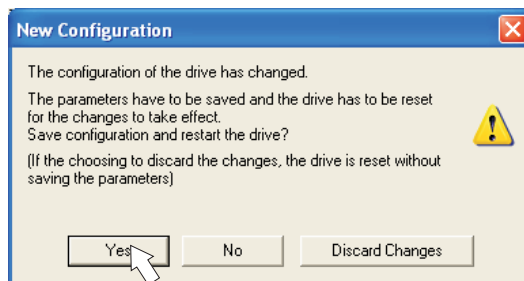 New Configuration
The configuration of the drive has changed.
The parameters have to be saved and the drive has to be reset
for the changes to take effect.
Save configuration and restart the drive?
(If the choosing to discard the changes, the drive is reset without
saving the parameters)
Yes No Discard Changes